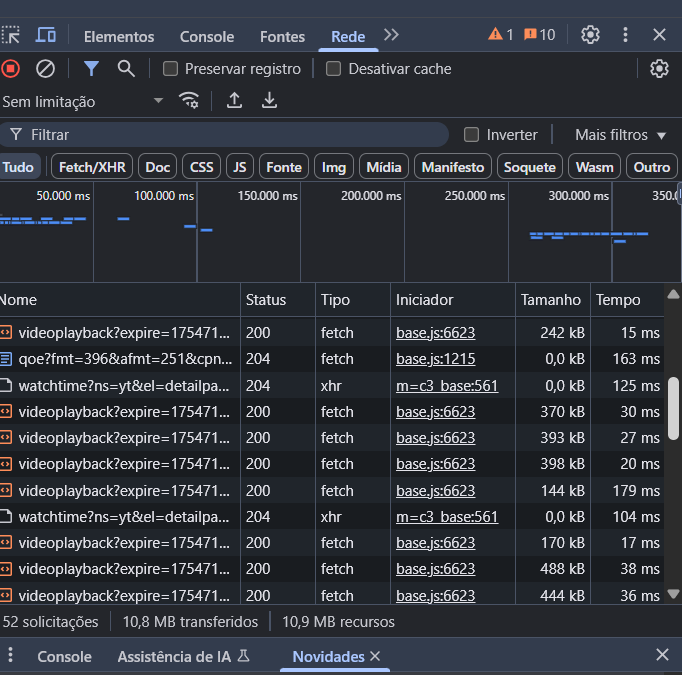 Elementos Console Fontes Rede 1 10
Preservar registro Desativar cache
Sem limitação
Filtrar Inverter Mais filtros
Tudo Fetch/XHR Doc CSS JS Fonte Img Mídia Manifesto Soquete Wasm Outro
50.000 ms 100.000 ms 150.000 ms 200.000 ms 250.000 ms 300.000 ms 350.0
Nome Status Tipo Iniciador Tamanho Tempo
videoplayback?expire=175471... 200 fetch base.js:6623 242 kB 15 ms
qoe?fmt=396&afmt=251&cpn... 204 fetch base.js:1215 0,0 kB 163 ms
watchtime?ns=yt&el=detailpa... 204 xhr m=c3_base:561 0,0 kB 125 ms
videoplayback?expire=175471... 200 fetch base.js:6623 370 kB 30 ms
videoplayback?expire=175471... 200 fetch base.js:6623 393 kB 27 ms
videoplayback?expire=175471... 200 fetch base.js:6623 398 kB 20 ms
videoplayback?expire=175471... 200 fetch base.js:6623 144 kB 179 ms
watchtime?ns=yt&el=detailpa... 204 xhr m=c3_base:561 0,0 kB 104 ms
videoplayback?expire=175471... 200 fetch base.js:6623 170 kB 17 ms
videoplayback?expire=175471... 200 fetch base.js:6623 488 kB 38 ms
videoplayback?expire=175471... 200 fetch base.js:6623 444 kB 36 ms
52 solicitações 10,8 MB transferidos 10,9 MB recursos
Console Assistência de IA Novidades